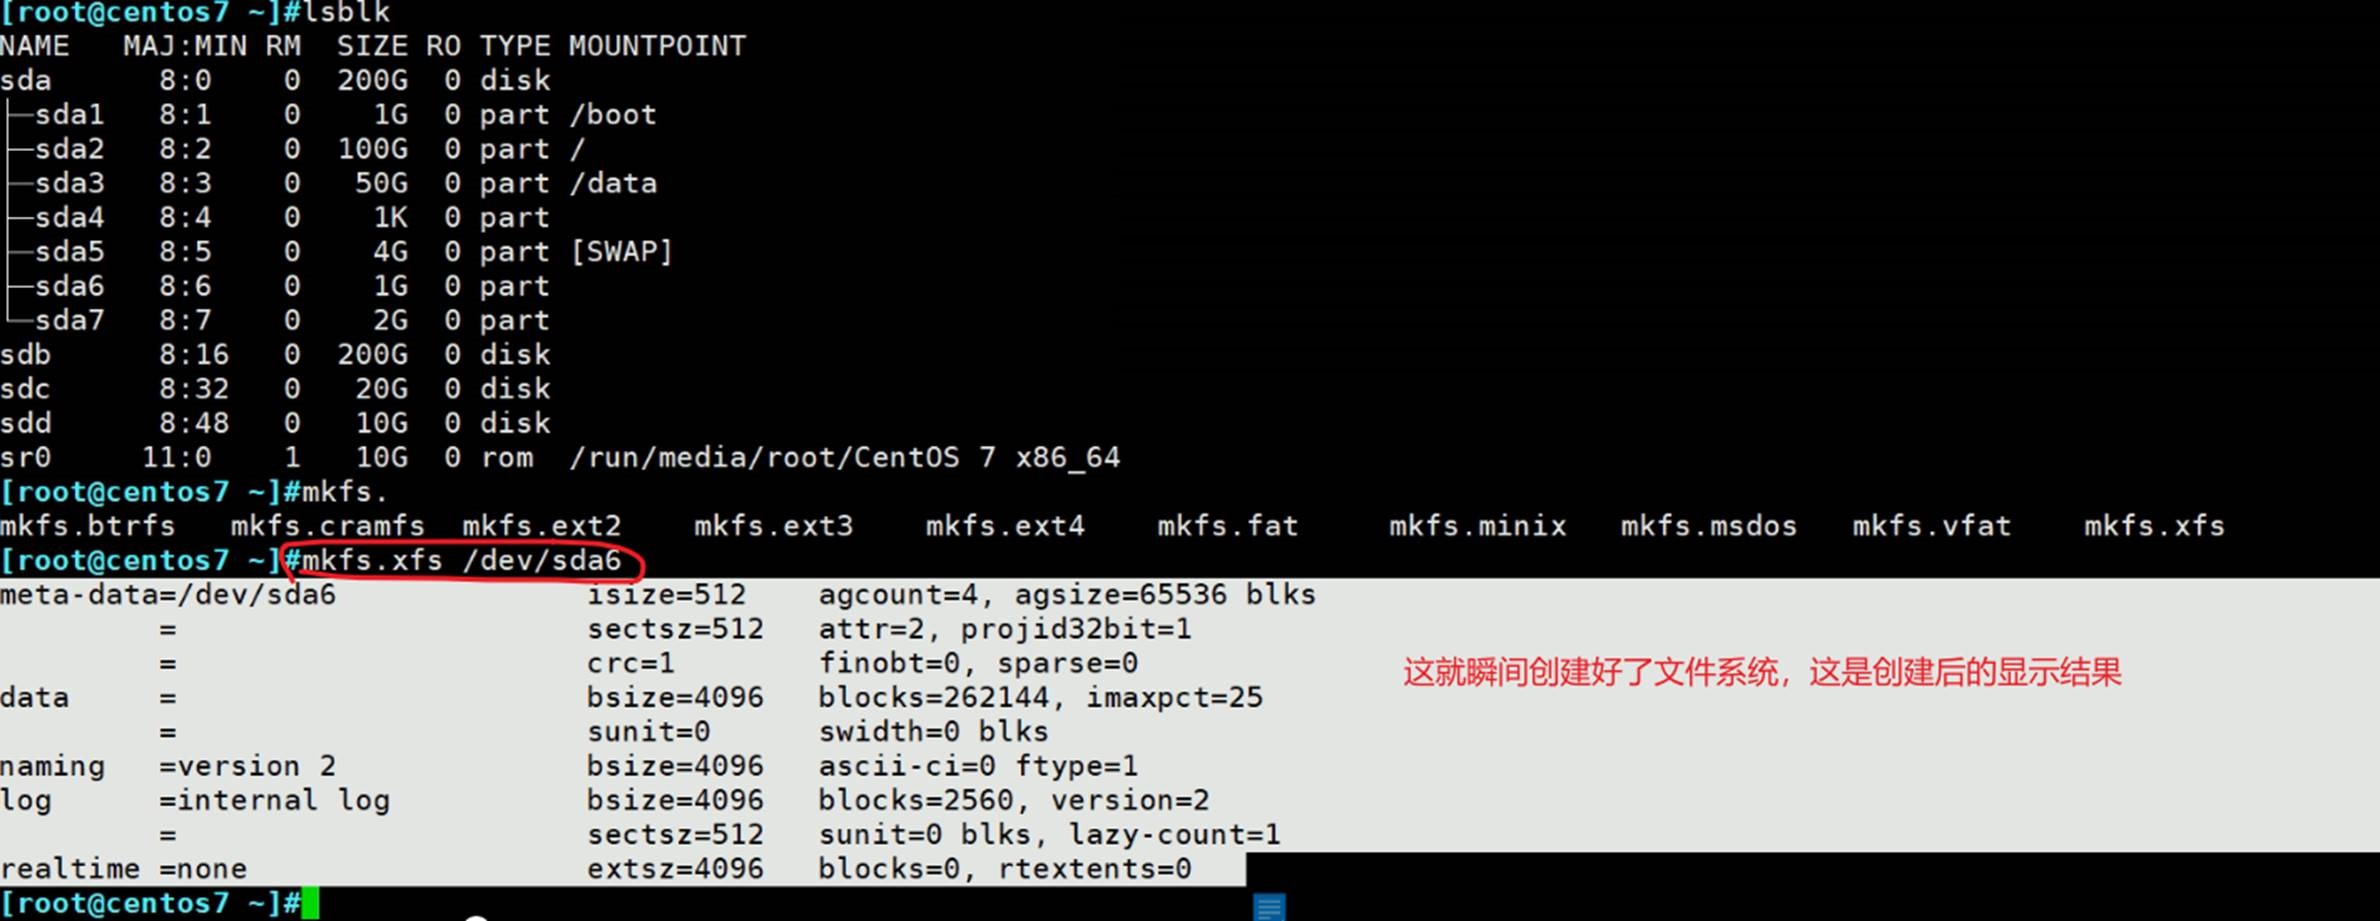 [root@centos7 ~]#lsblk
NAME   MAJ:MIN RM  SIZE RO TYPE MOUNTPOINT
sda      8:0    0  200G  0 disk
├─sda1   8:1    0    1G  0 part /boot
├─sda2   8:2    0  100G  0 part /
├─sda3   8:3    0   50G  0 part /data
├─sda4   8:4    0    1K  0 part
├─sda5   8:5    0    4G  0 part [SWAP]
├─sda6   8:6    0    1G  0 part
└─sda7   8:7    0    2G  0 part
sdb      8:16   0  200G  0 disk
sdc      8:32   0   20G  0 disk
sdd      8:48   0   10G  0 disk
sr0     11:0    1   10G  0 rom  /run/media/root/CentOS 7 x86_64
[root@centos7 ~]#mkfs.
mkfs.btrfs   mkfs.cramfs  mkfs.ext2    mkfs.ext3    mkfs.ext4    mkfs.fat     mkfs.minix   mkfs.msdos   mkfs.vfat    mkfs.xfs
[root@centos7 ~]#mkfs.xfs /dev/sda6
meta-data=/dev/sda6              isize=512    agcount=4, agsize=65536 blks
         =                       sectsz=512   attr=2, projid32bit=1
         =                       crc=1        finobt=0, sparse=0
这就瞬间创建好了文件系统，这是创建后的显示结果
data     =                       bsize=4096   blocks=262144, imaxpct=25
         =                       sunit=0      swidth=0 blks
naming   =version 2              bsize=4096   ascii-ci=0 ftype=1
log      =internal log           bsize=4096   blocks=2560, version=2
         =                       sectsz=512   sunit=0 blks, lazy-count=1
realtime =none                   extsz=4096   blocks=0, rtextents=0
[root@centos7 ~]#